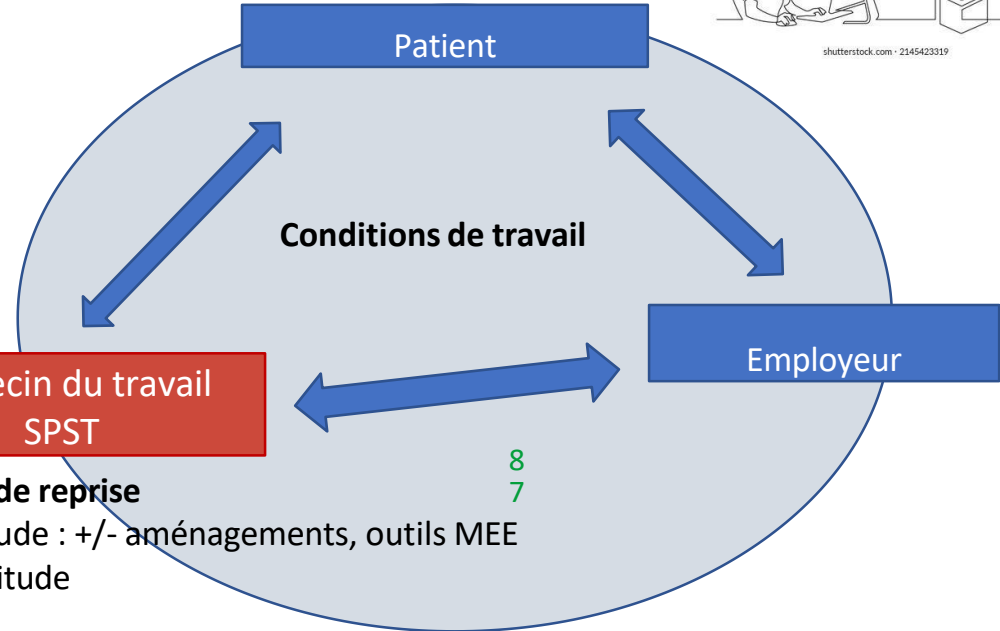 shutterstock.com · 2145423319
Patient
Conditions de travail
Employeur
ecin du travail
SPST
8
7
de reprise
ude : +/- aménagements, outils MEE
itude